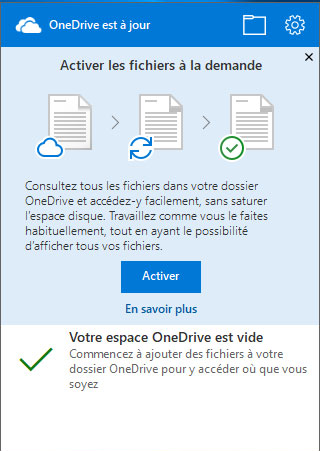 OneDrive est à jour
Activer les fichiers à la demande
Consultez tous les fichiers dans votre dossier
OneDrive et accédez-y facilement, sans saturer
l'espace disque. Travaillez comme vous le faites
habituellement, tout en ayant le possibilité
d'afficher tous vos fichiers.
Activer
En savoir plus
Votre espace OneDrive est vide
Commencez à ajouter des fichiers à votre
dossier OneDrive pour y accéder où que vous
soyez